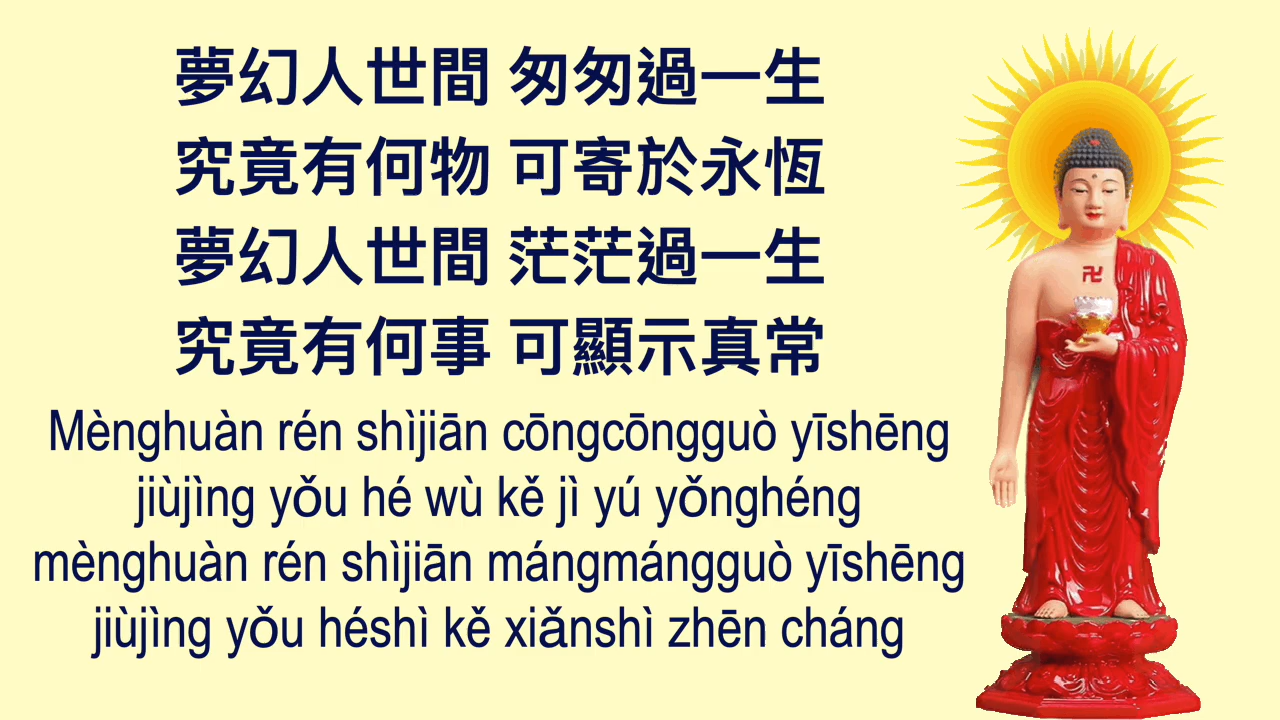 夢幻人世間 匆匆過一生
究竟有何物 可寄於永恆
夢幻人世間 茫茫過一生
究竟有何事 可顯示真常
Mènghuàn rén shìjiān cōngcōngguò yīshēng
jiùjìng yǒu hé wù kě jì yú yǒnghéng
mènghuàn rén shìjiān mángmángguò yīshēng
jiùjìng yǒu héshì kě xiǎnshì zhēn cháng
卍